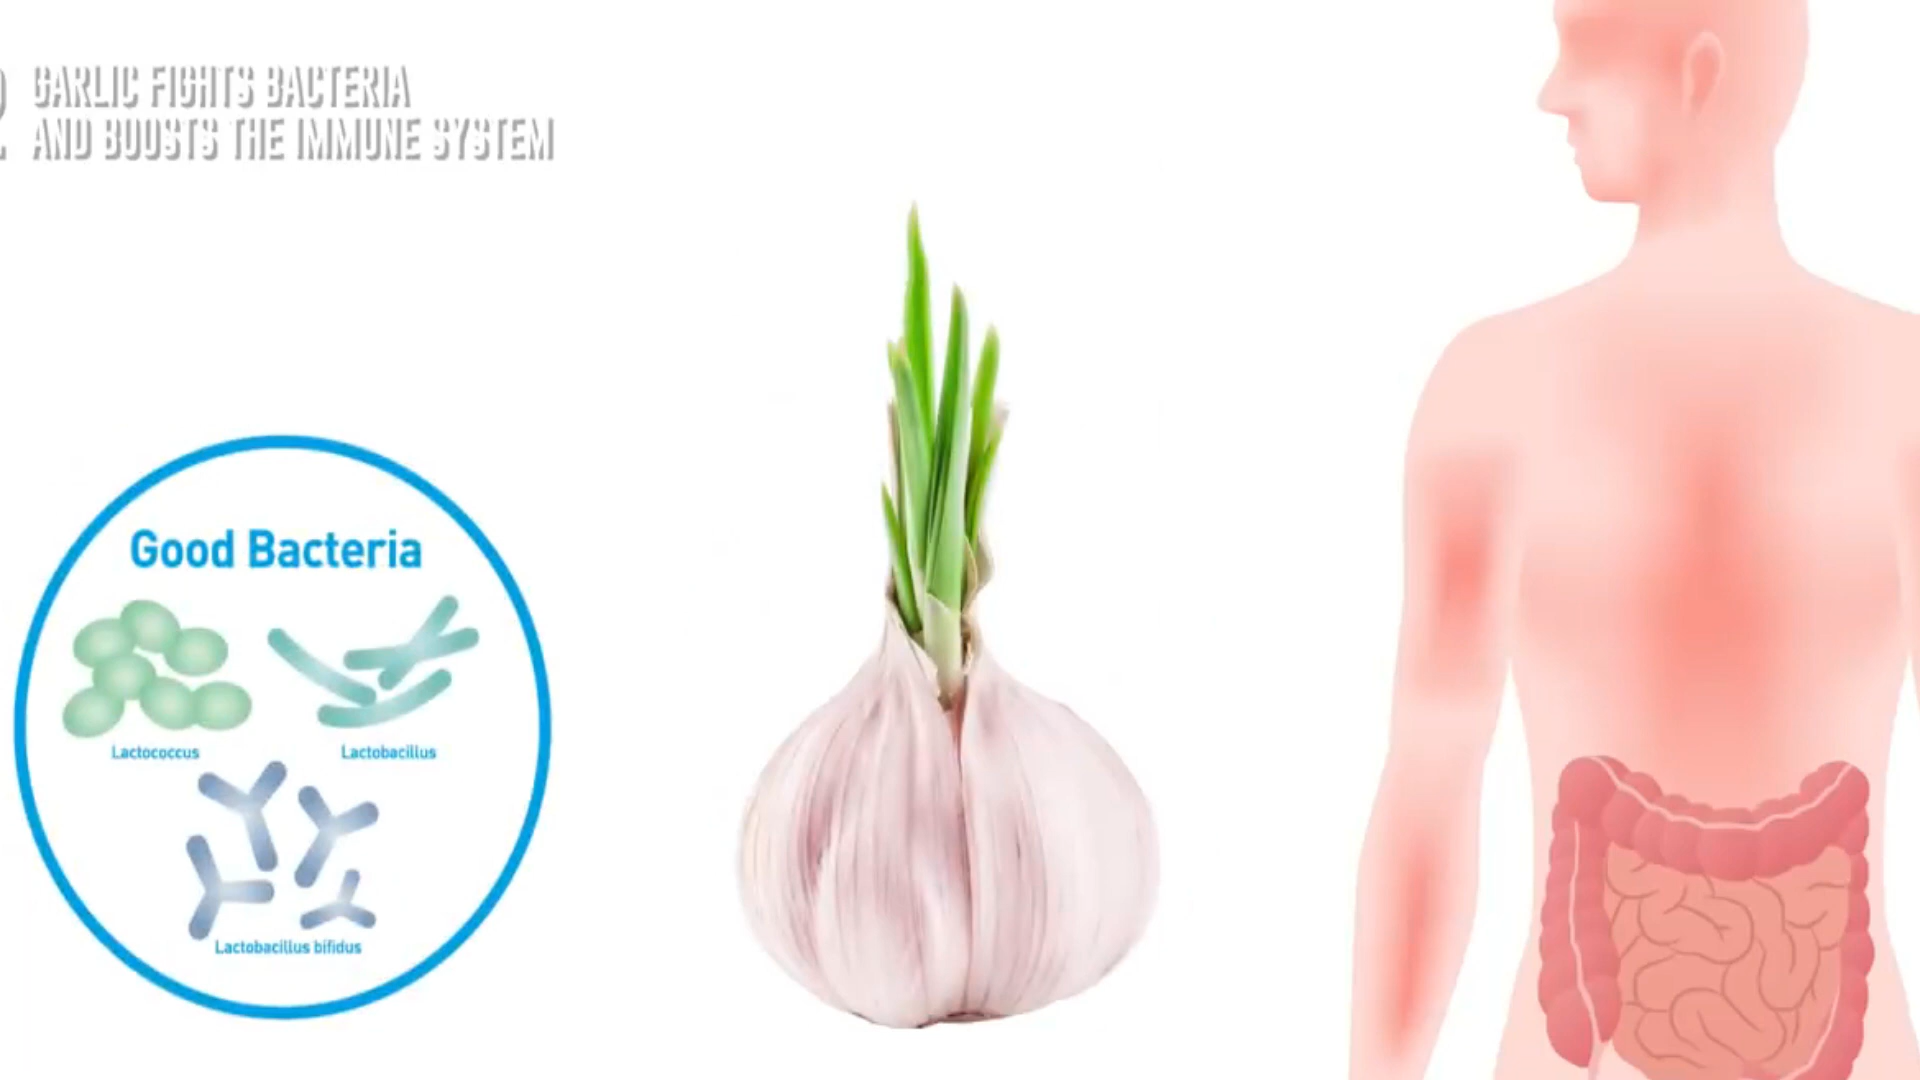 GARLIC FIGHTS BACTERIA
AND BOOSTS THE IMMUNE SYSTEM
Good Bacteria
Lactococcus
Lactobacillus
Lactobacillus bifidus